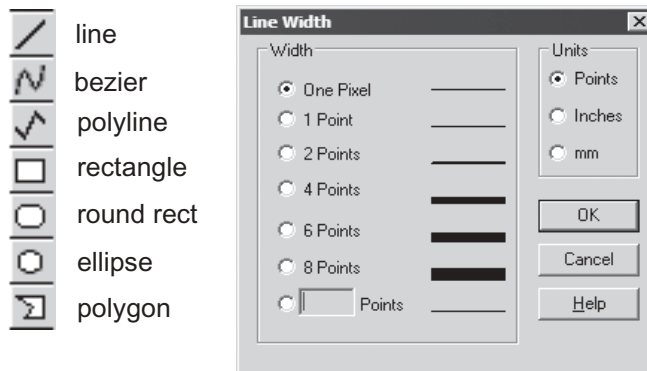 line
bezier
polyline
rectangle
round rect
ellipse
polygon
Line Width
Width
One Pixel
1 Point
2 Points
4 Points
6 Points
8 Points
Points
Units
Points
Inches
mm
OK
Cancel
Help